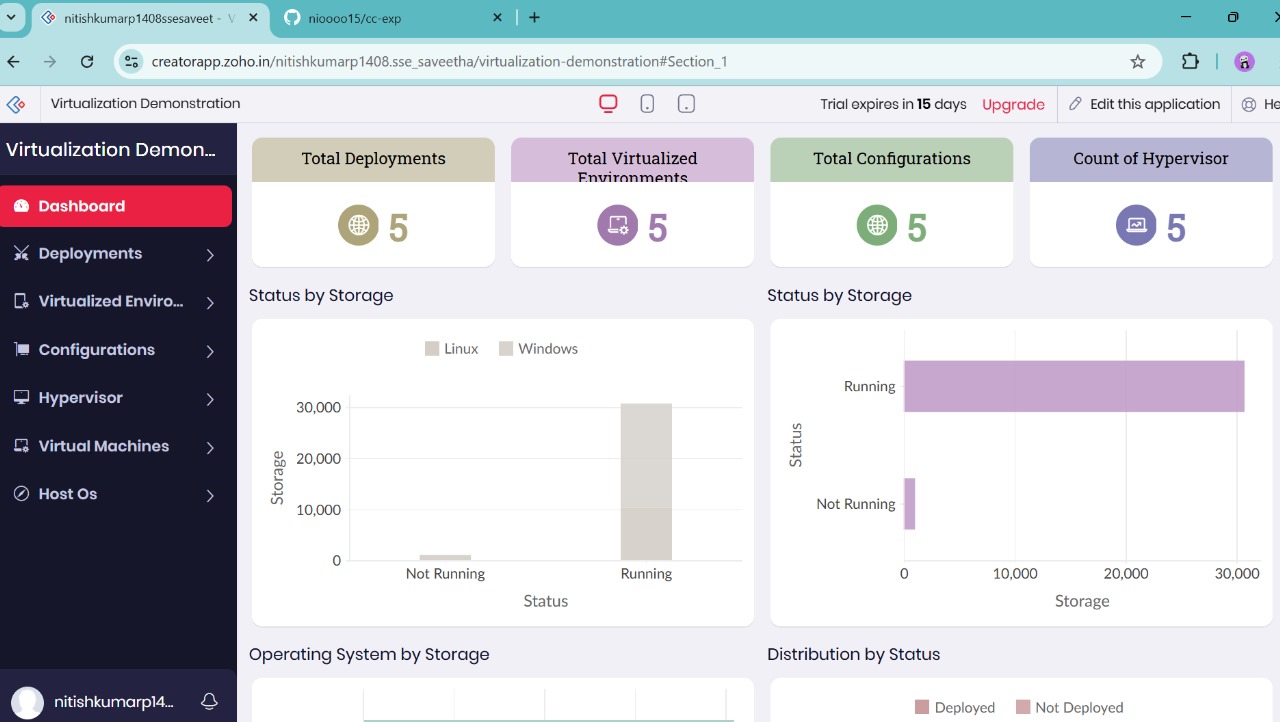 nitishkumarp1408ssesaveet - V
nioooo15/cc-exp
creatorapp.zoho.in/nitishkumarp1408.sse_saveetha/virtualization-demonstration#Section_1
Virtualization Demonstration
Trial expires in 15 days
Upgrade
Edit this application
He
Virtualization Demon...
Dashboard
Deployments
Virtualized Enviro...
Configurations
Hypervisor
Virtual Machines
Host Os
nitishkumarp14...
Total Deployments
5
Total Virtualized
Environments
5
Total Configurations
5
Count of Hypervisor
5
Status by Storage
Linux
Windows
Storage
30,000
20,000
10,000
0
Not Running
Running
Status
Status by Storage
Status
Running
Not Running
0
10,000
20,000
30,000
Storage
Operating System by Storage
Distribution by Status
Deployed
Not Deployed